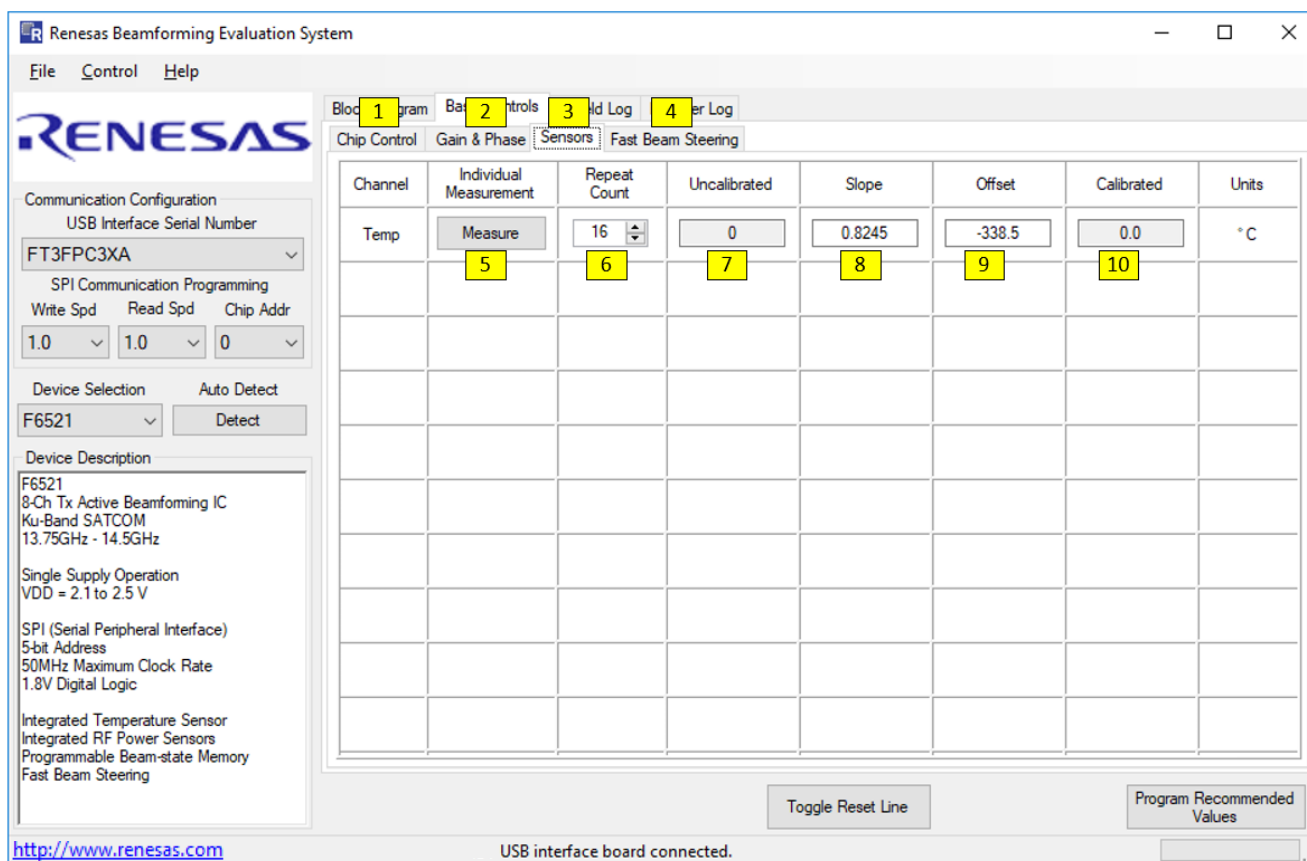 Renesas Beamforming Evaluation System
File Control Help
RENESAS
1 2 3 4
Chip Control Gain & Phase Sensors Fast Beam Steering
Channel Individual Measurement Repeat Count Uncalibrated Slope Offset Calibrated Units
Temp Measure 16 0 0.8245 -338.5 0.0 °C
5 6 7 8 9 10
Communication Configuration
USB Interface Serial Number
FT3FPC3XA
SPI Communication Programming
Write Spd Read Spd Chip Addr
1.0 1.0 0
Device Selection Auto Detect
F6521 Detect
Device Description
F6521
8-Ch Tx Active Beamforming IC
Ku-Band SATCOM
13.75GHz - 14.5GHz
Single Supply Operation
VDD = 2.1 to 2.5 V
SPI (Serial Peripheral Interface)
5-bit Address
50MHz Maximum Clock Rate
1.8V Digital Logic
Integrated Temperature Sensor
Integrated RF Power Sensors
Programmable Beam-state Memory
Fast Beam Steering
Toggle Reset Line
Program Recommended
Values
http://www.renesas.com
USB interface board connected.